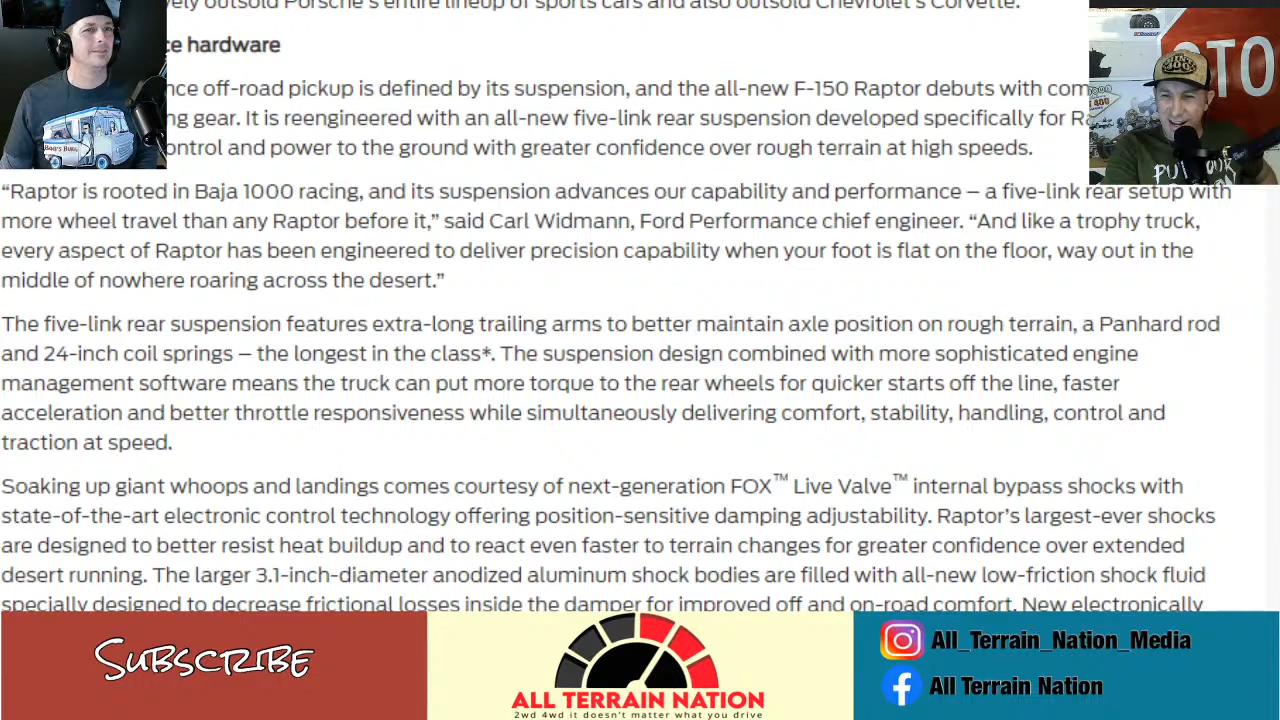 vely outsold Porsche's entire lineup of sports cars and also outsold Chevrolet's Corvette.
ce hardware
nce off-road pickup is defined by its suspension, and the all-new F-150 Raptor debuts with com
ng gear. It is reengineered with an all-new five-link rear suspension developed specifically for Ra
ontrol and power to the ground with greater confidence over rough terrain at high speeds.
“Raptor is rooted in Baja 1000 racing, and its suspension advances our capability and performance – a five-link rear setup with
more wheel travel than any Raptor before it,” said Carl Widmann, Ford Performance chief engineer. “And like a trophy truck,
every aspect of Raptor has been engineered to deliver precision capability when your foot is flat on the floor, way out in the
middle of nowhere roaring across the desert.”
The five-link rear suspension features extra-long trailing arms to better maintain axle position on rough terrain, a Panhard rod
and 24-inch coil springs – the longest in the class*. The suspension design combined with more sophisticated engine
management software means the truck can put more torque to the rear wheels for quicker starts off the line, faster
acceleration and better throttle responsiveness while simultaneously delivering comfort, stability, handling, control and
traction at speed.
Soaking up giant whoops and landings comes courtesy of next-generation FOX™ Live Valve™ internal bypass shocks with
state-of-the-art electronic control technology offering position-sensitive damping adjustability. Raptor's largest-ever shocks
are designed to better resist heat buildup and to react even faster to terrain changes for greater confidence over extended
desert running. The larger 3.1-inch-diameter anodized aluminum shock bodies are filled with all-new low-friction shock fluid
specially designed to decrease frictional losses inside the damper for improved off and on-road comfort. New electronically
STO
400
PUT OUR
Subscribe
ALL TERRAIN NATION
2wd 4wd it doesn't matter what you drive
All_Terrain_Nation_Media
All Terrain Nation